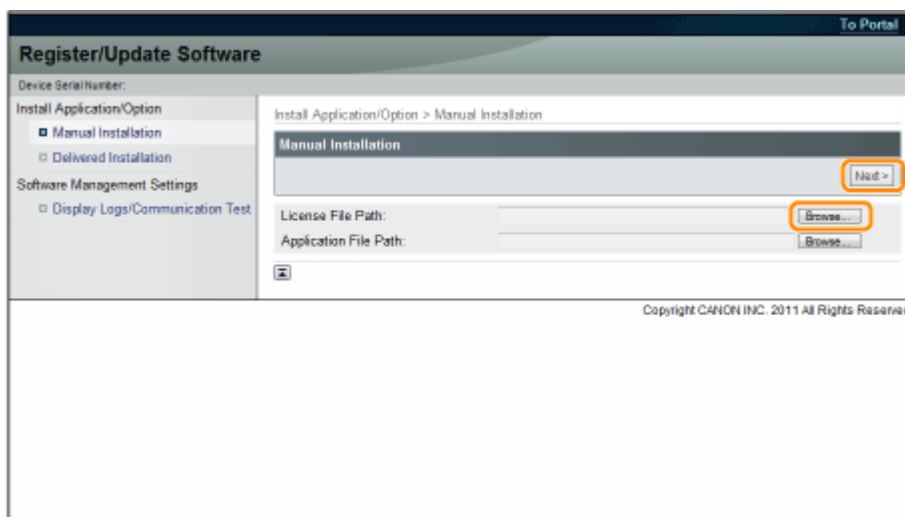 To Portal
Register/Update Software
Device Serial Number:
Install Application/Option
Manual Installation
Delivered Installation
Software Management Settings
Display Logs/Communication Test
Install Application/Option > Manual Installation
Manual Installation
Next >
License File Path:
Browse...
Application File Path:
Browse...
Copyright CANON INC. 2011 All Rights Reserve